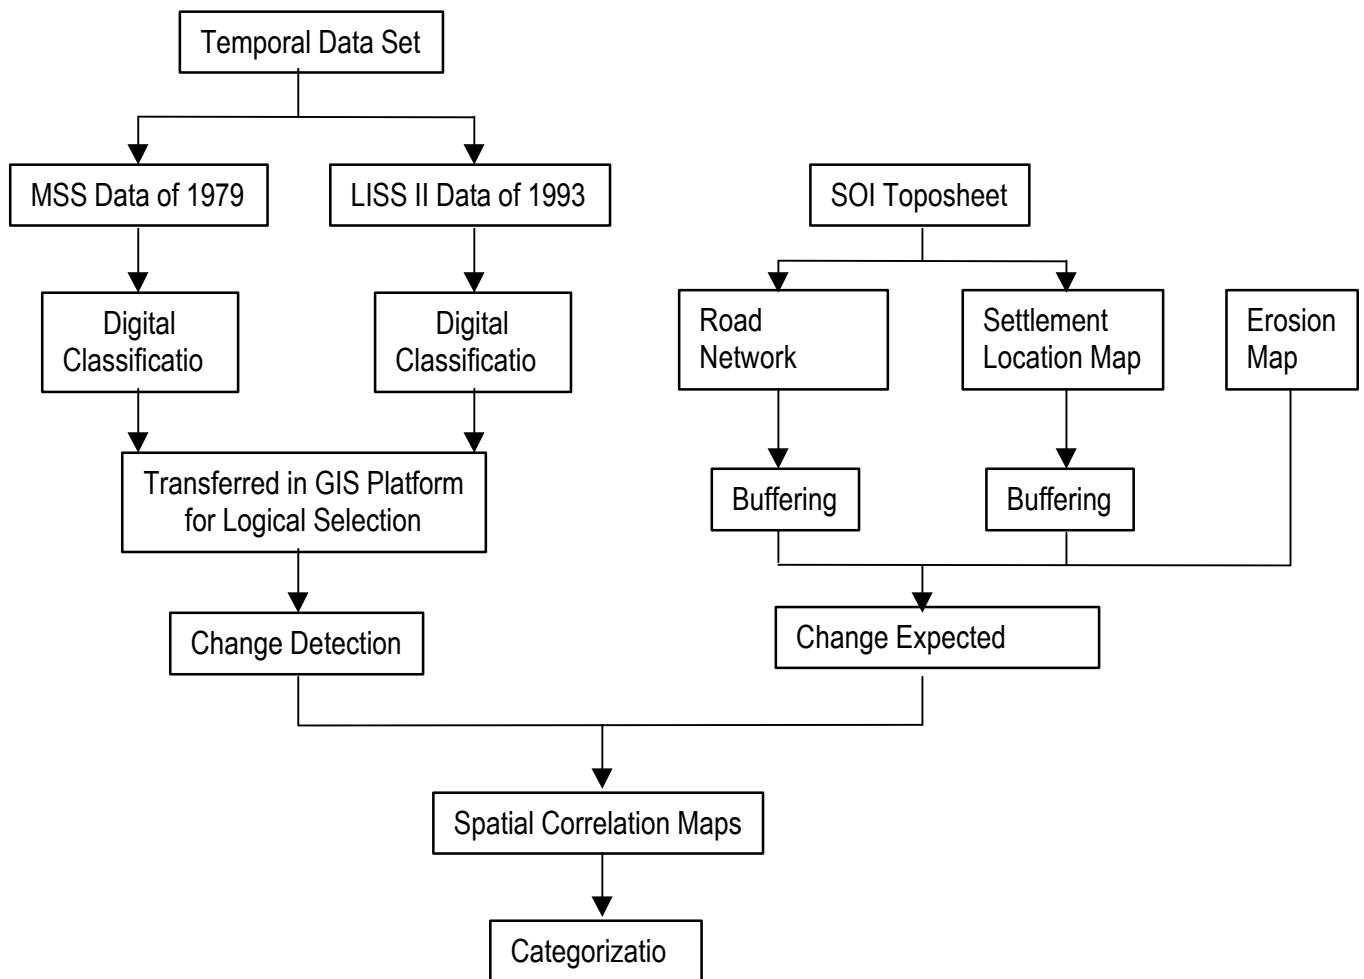 Temporal Data Set
MSS Data of 1979
LISS II Data of 1993
SOI Toposheet
Digital
Classificatio
Digital
Classificatio
Road
Network
Settlement
Location Map
Erosion
Map
Transferred in GIS Platform
for Logical Selection
Buffering
Buffering
Change Detection
Change Expected
Spatial Correlation Maps
Categorizatio